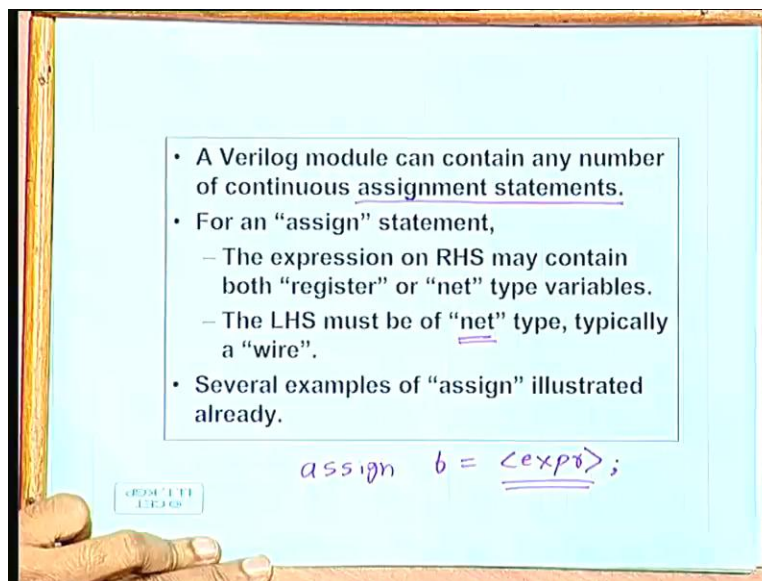 • A Verilog module can contain any number
of continuous assignment statements.
• For an “assign” statement,
– The expression on RHS may contain
both “register” or “net” type variables.
– The LHS must be of “net” type, typically
a “wire”.
• Several examples of “assign” illustrated
already.
assign b = <expr>;